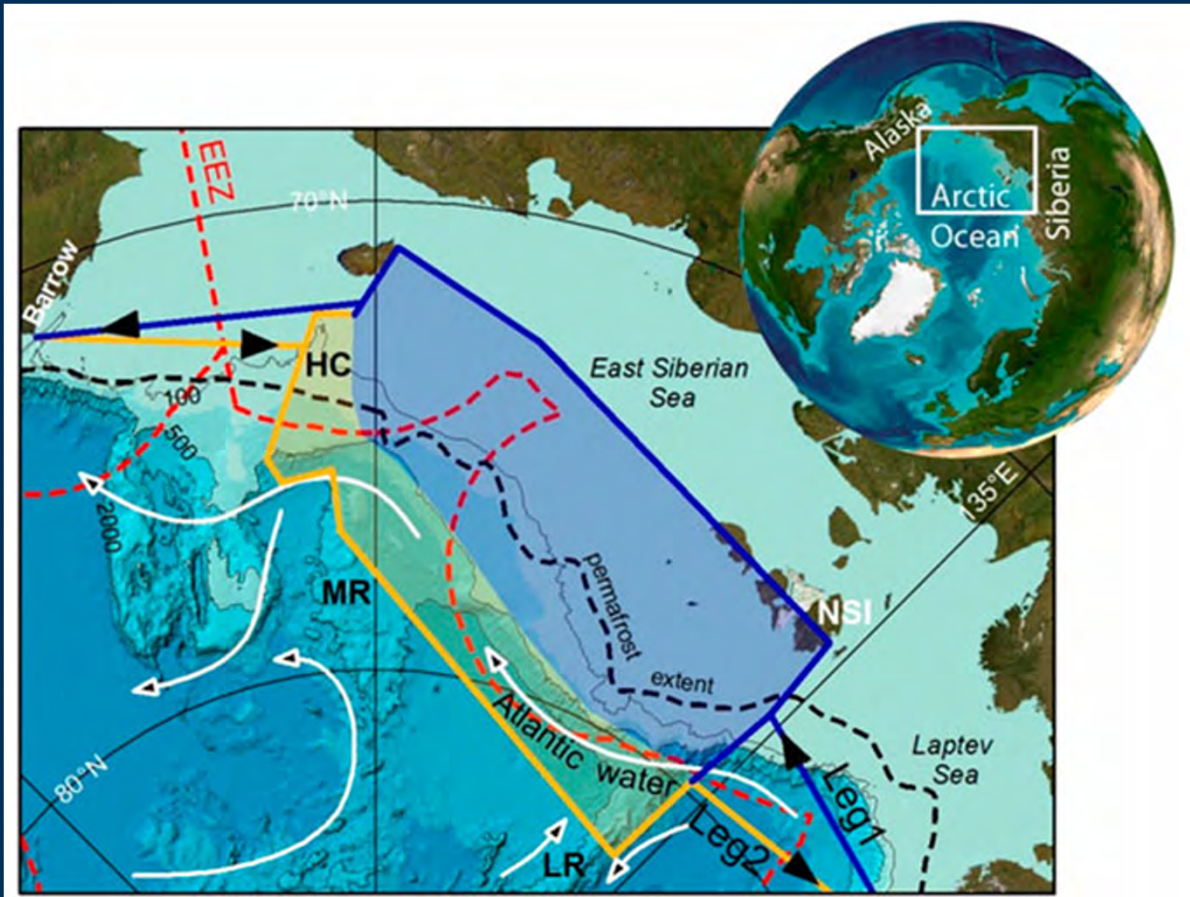 Alaska
Arctic
Ocean
Siberia
EEZ
70°N
Barrow
HC
East Siberian
Sea
100
500
2000
135°E
MR
permafrost
NSI
extent
Atlantic water
Laptev
Sea
80°N
Leg1
Leg2
LR